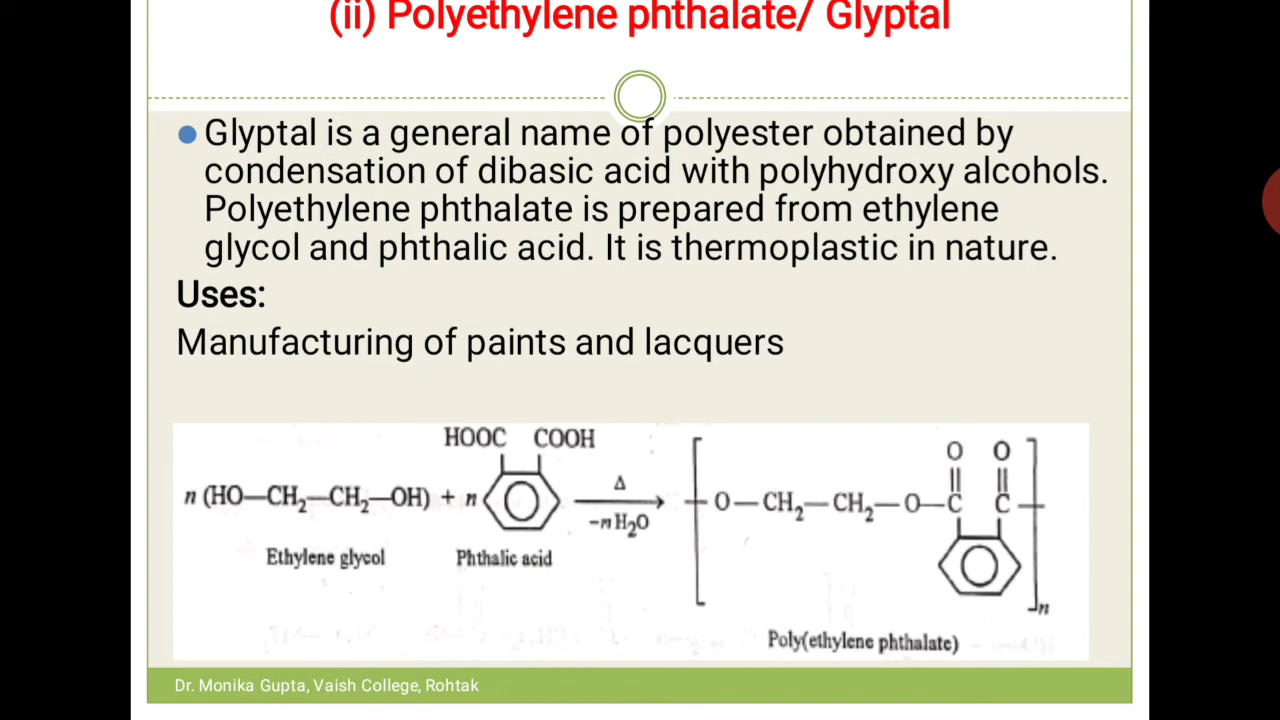 (ii) Polyethylene phthalate/ Glyptal
Glyptal is a general name of polyester obtained by
condensation of dibasic acid with polyhydroxy alcohols.
Polyethylene phthalate is prepared from ethylene
glycol and phthalic acid. It is thermoplastic in nature.
Uses:
Manufacturing of paints and lacquers
HOOC COOH
n (HO—CH₂—CH₂—OH) + n
Δ
–n H₂O
O O
O—CH₂—CH₂—O—C C
n
Ethylene glycol
Phthalic acid
Poly(ethylene phthalate)
Dr. Monika Gupta, Vaish College, Rohtak